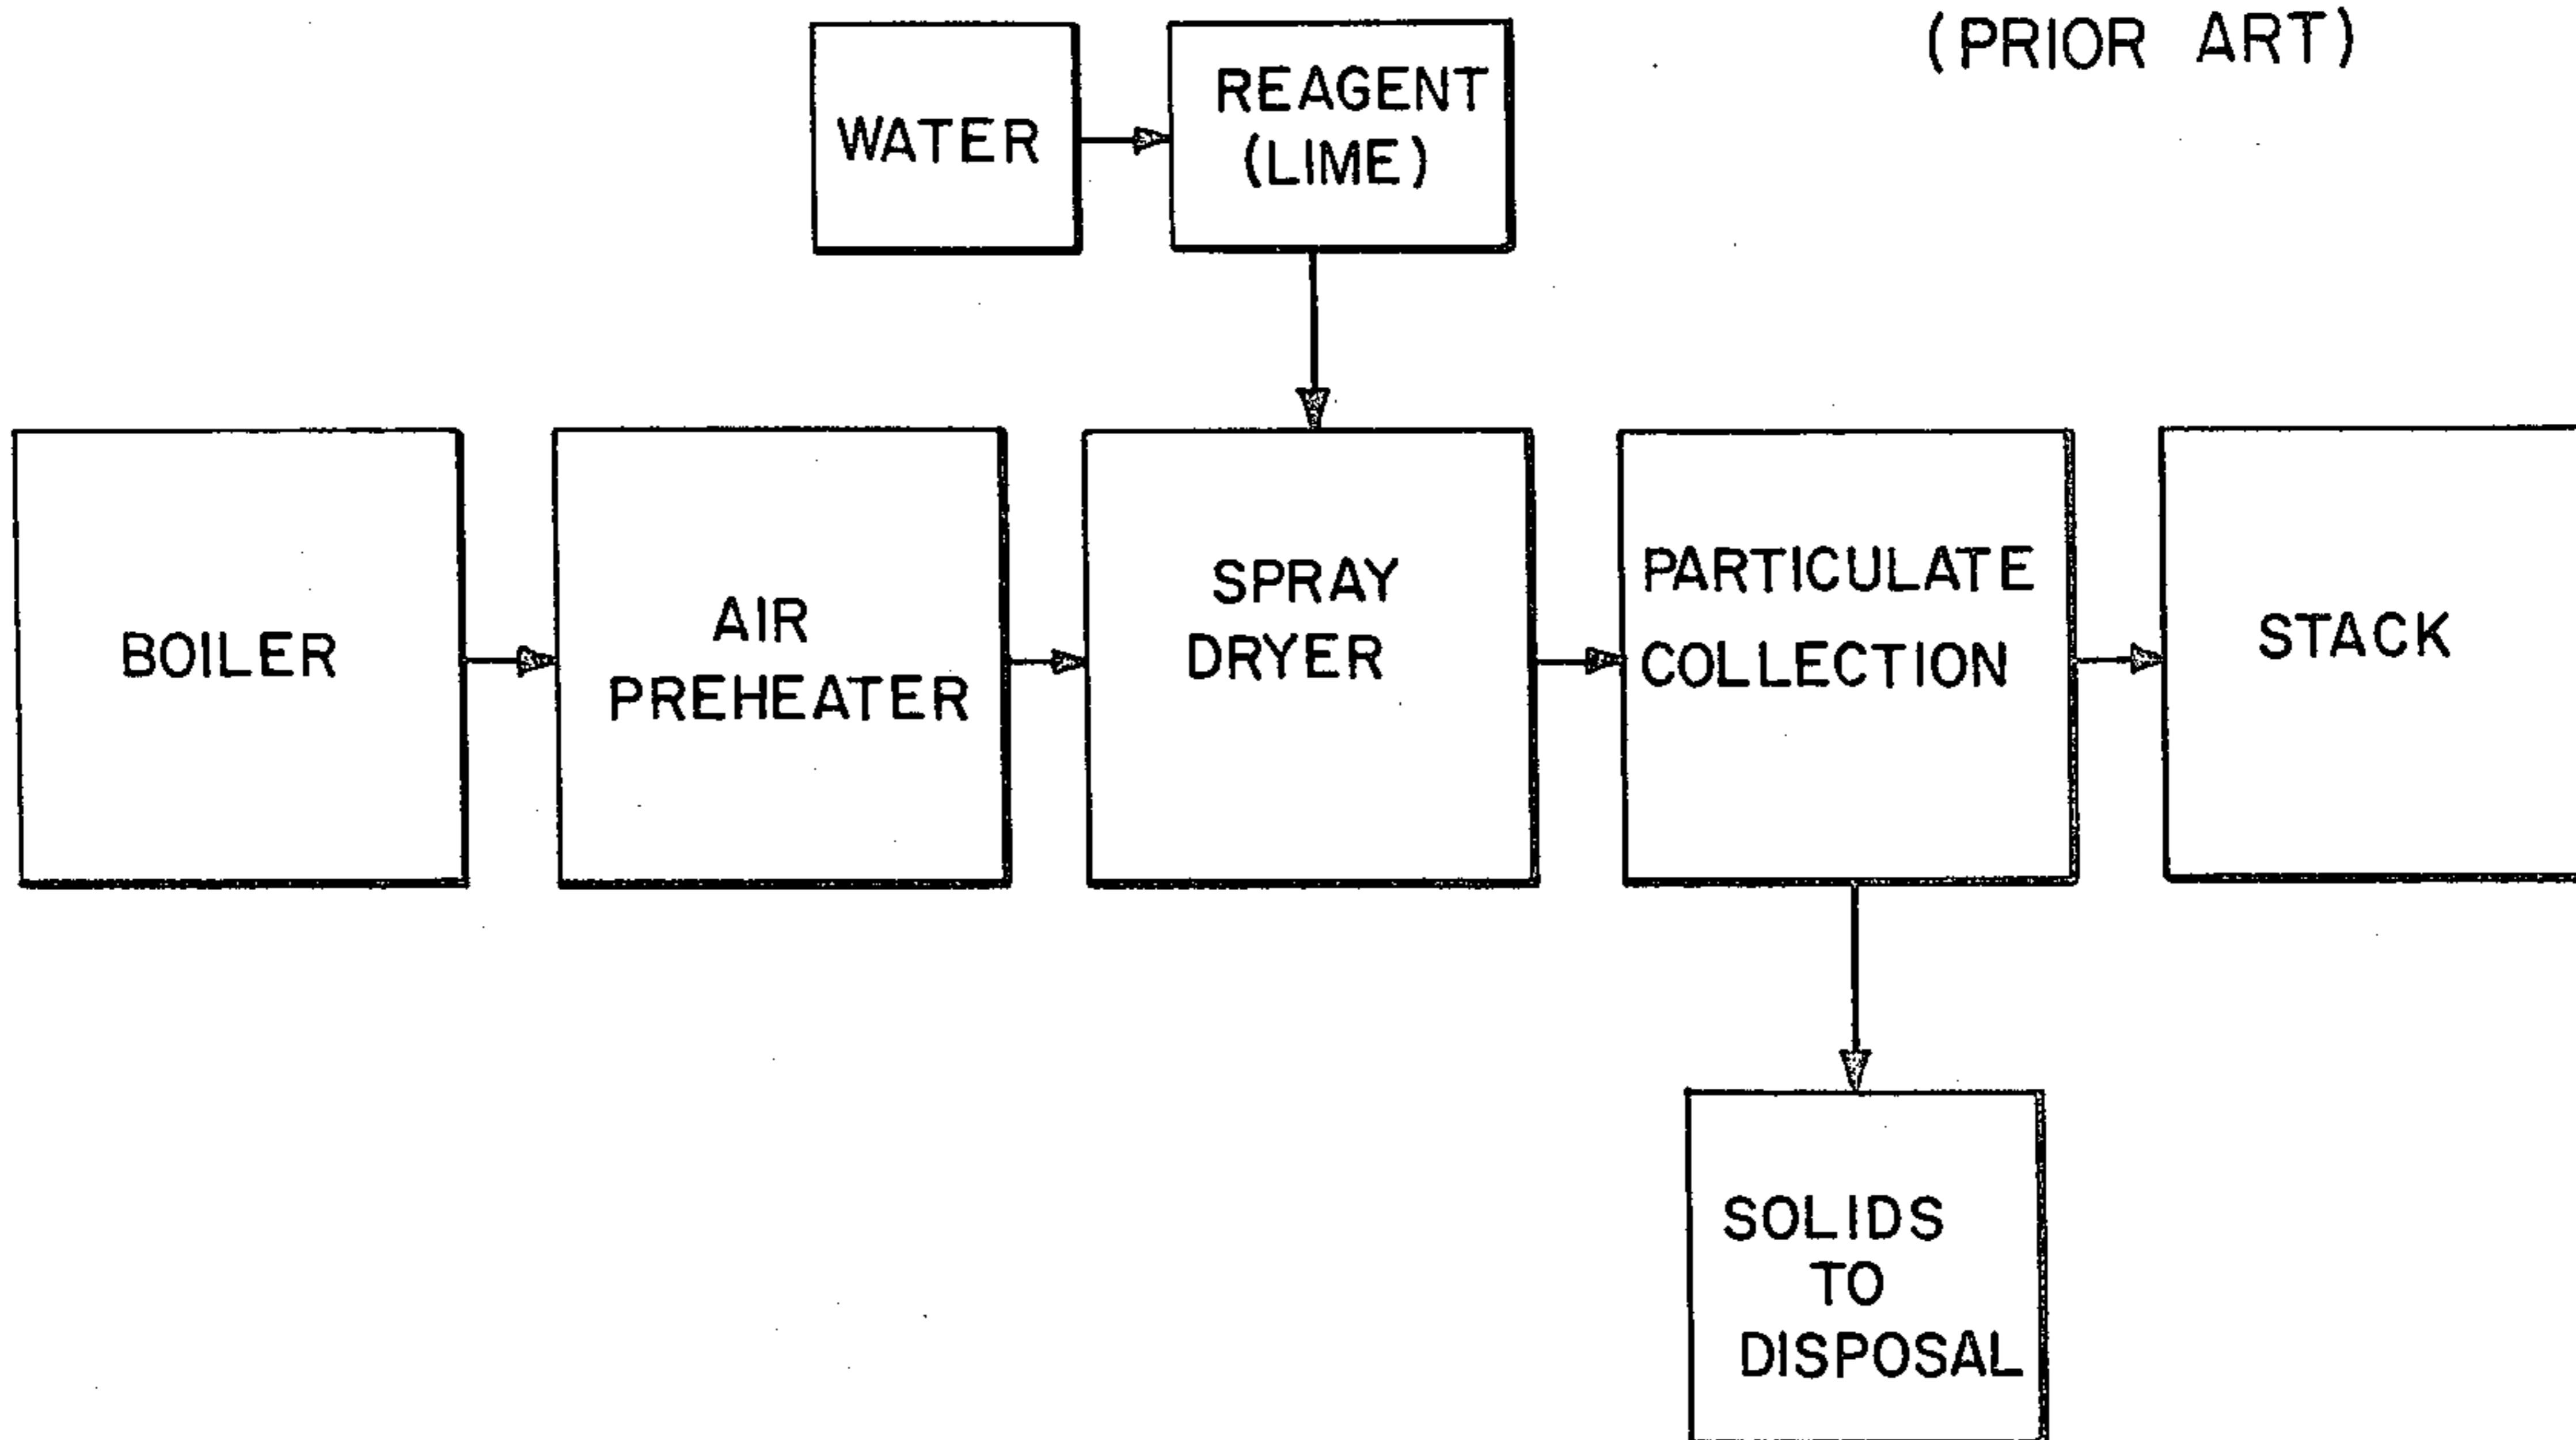 (PRIOR ART)
WATER
REAGENT
(LIME)
BOILER
AIR
PREHEATER
SPRAY
DRYER
PARTICULATE
COLLECTION
STACK
SOLIDS
TO
DISPOSAL